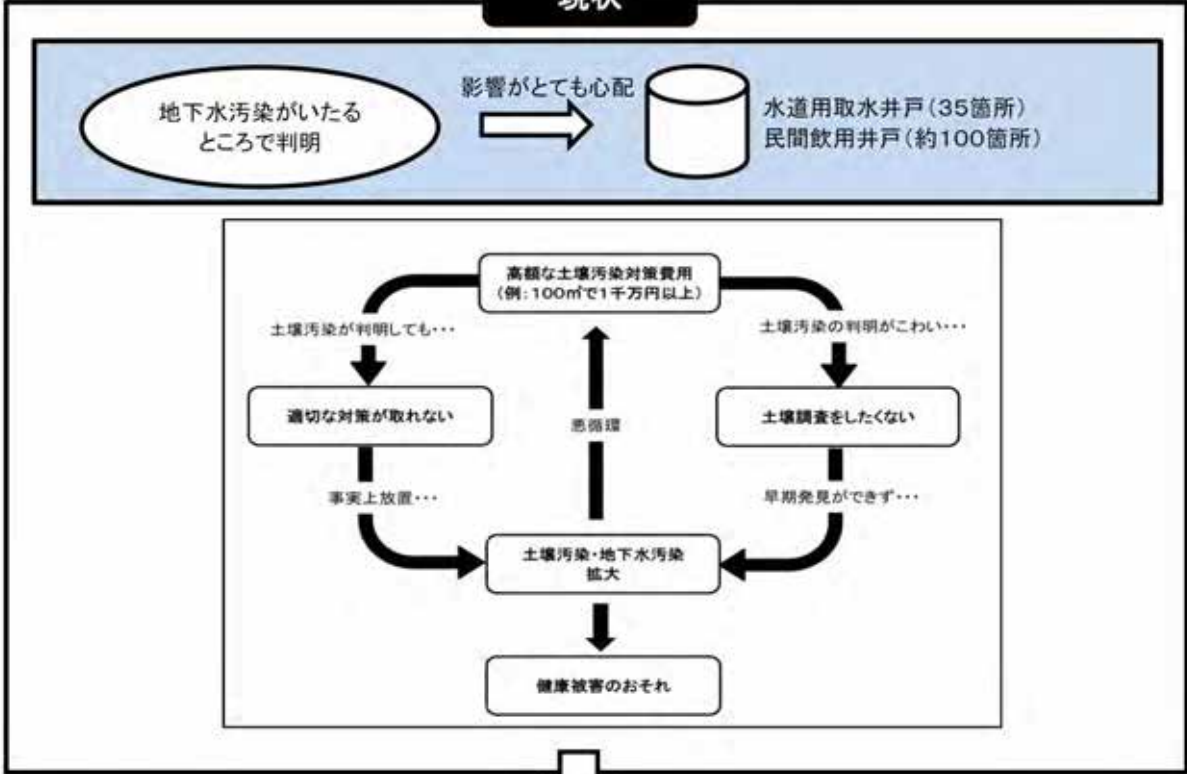 現状
地下水汚染がいたる
ところで判明
影響がとても心配
水道用取水井戸(35箇所)
民間飲用井戸(約100箇所)
高額な土壌汚染対策費用
(例:100㎡で1千万円以上)
土壌汚染が判明しても・・・
土壌汚染の判明がこわい・・・
適切な対策が取れない
悪循環
土壌調査をしたくない
事実上放置・・・
早期発見ができず・・・
土壌汚染・地下水汚染
拡大
健康被害のおそれ